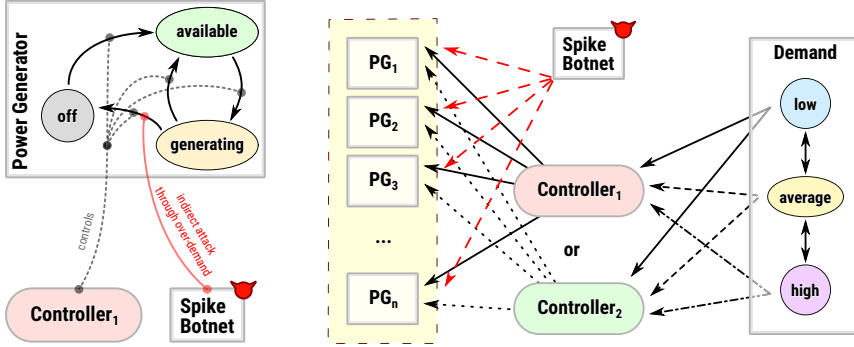 Power Generator
available
off
generating
controls
indirect attack
through over-demand
Controller₁
Spike
Botnet
PG₁
PG₂
PG₃
...
PGₙ
Spike
Botnet
Controller₁
or
Controller₂
Demand
low
average
high